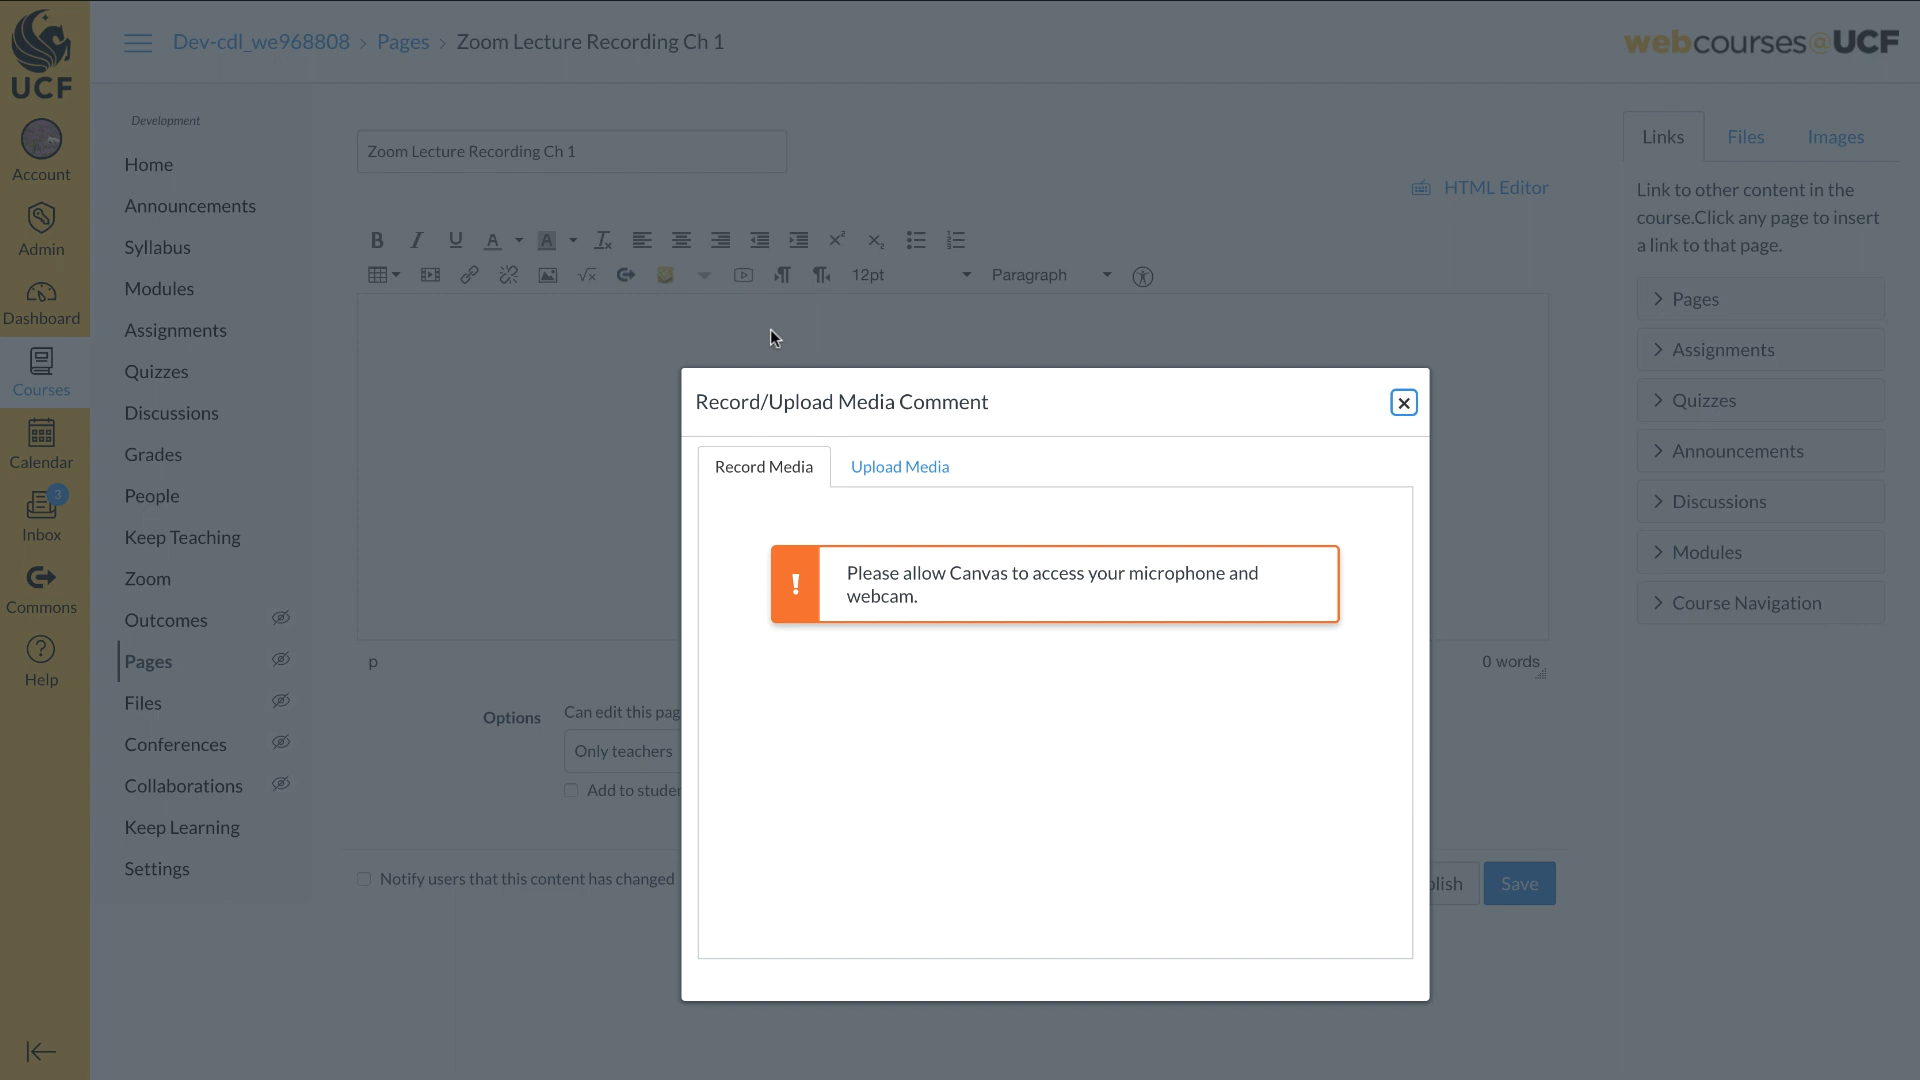 UCF
Dev-cdl_we968808 > Pages > Zoom Lecture Recording Ch 1
webcourses@UCF
Account
Admin
Dashboard
Courses
Calendar
3
Inbox
Commons
Help
Development
Home
Announcements
Syllabus
Modules
Assignments
Quizzes
Discussions
Grades
People
Keep Teaching
Zoom
Outcomes
Pages
Files
Conferences
Collaborations
Keep Learning
Settings
Zoom Lecture Recording Ch 1
HTML Editor
12pt
Paragraph
p
0 words
Options
Can edit this pag
Only teachers
Add to studen
Notify users that this content has changed
blish
Save
Record/Upload Media Comment
Record Media
Upload Media
Please allow Canvas to access your microphone and
webcam.
Links
Files
Images
Link to other content in the
course.Click any page to insert
a link to that page.
Pages
Assignments
Quizzes
Announcements
Discussions
Modules
Course Navigation